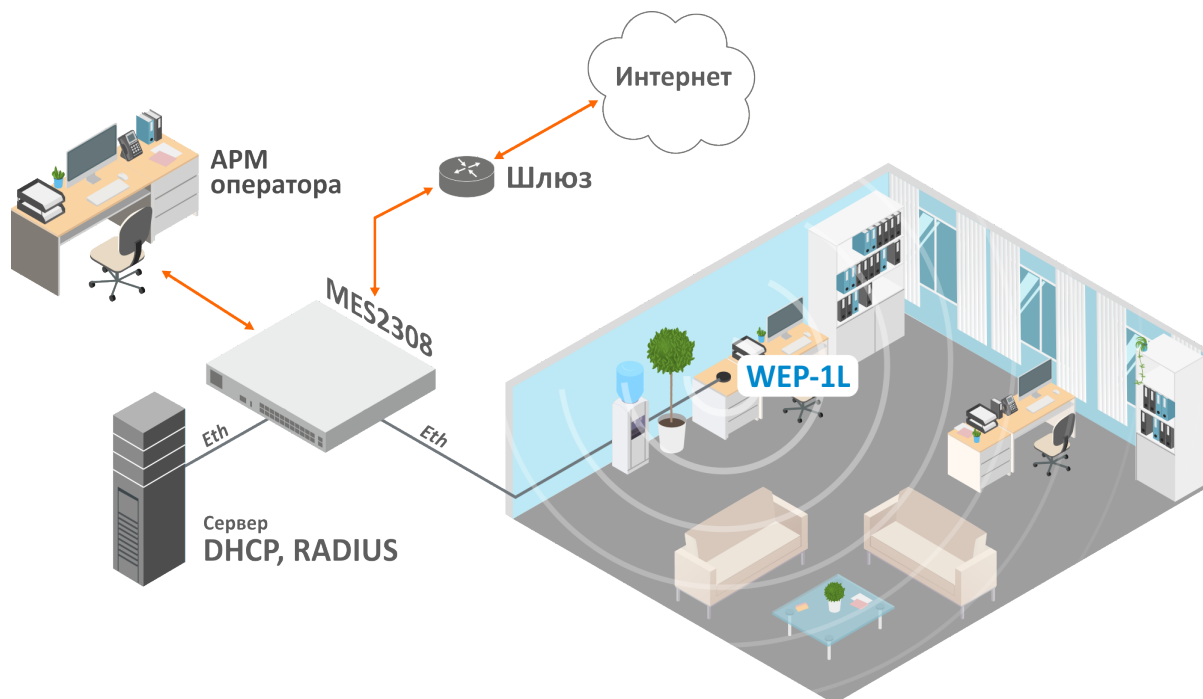 Интернет
АРМ
оператора
Шлюз
MES2308
WEP-1L
Eth
Eth
Сервер
DHCP, RADIUS